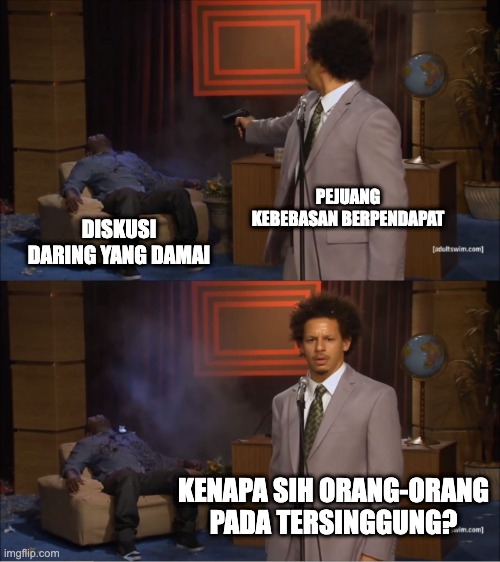 PEJUANG
KEBEBASAN BERPENDAPAT
DISKUSI
DARING YANG DAMAI
[adultswim.com]
KENAPA SIH ORANG-ORANG
PADA TERSINGGUNG?
imgflip.com